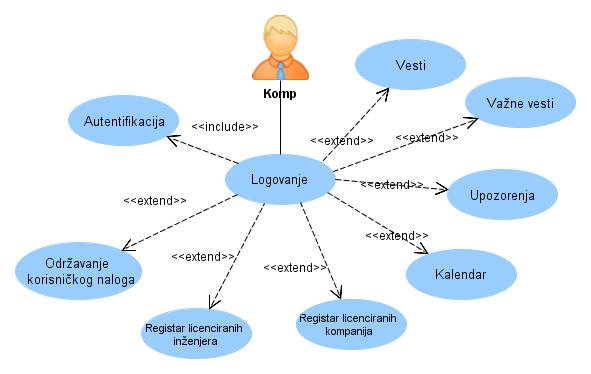 Komp
Vesti
Važne vesti
Autentifikacija
<<include>>
<<extend>>
<<extend>>
Logovanje
<<extend>>
Upozorenja
<<extend>>
<<extend>>
Održavanje
korisničkog naloga
<<extend>>
<<extend>>
Kalendar
Registar licenciranih
inženjera
Registar licenciranih
kompanija